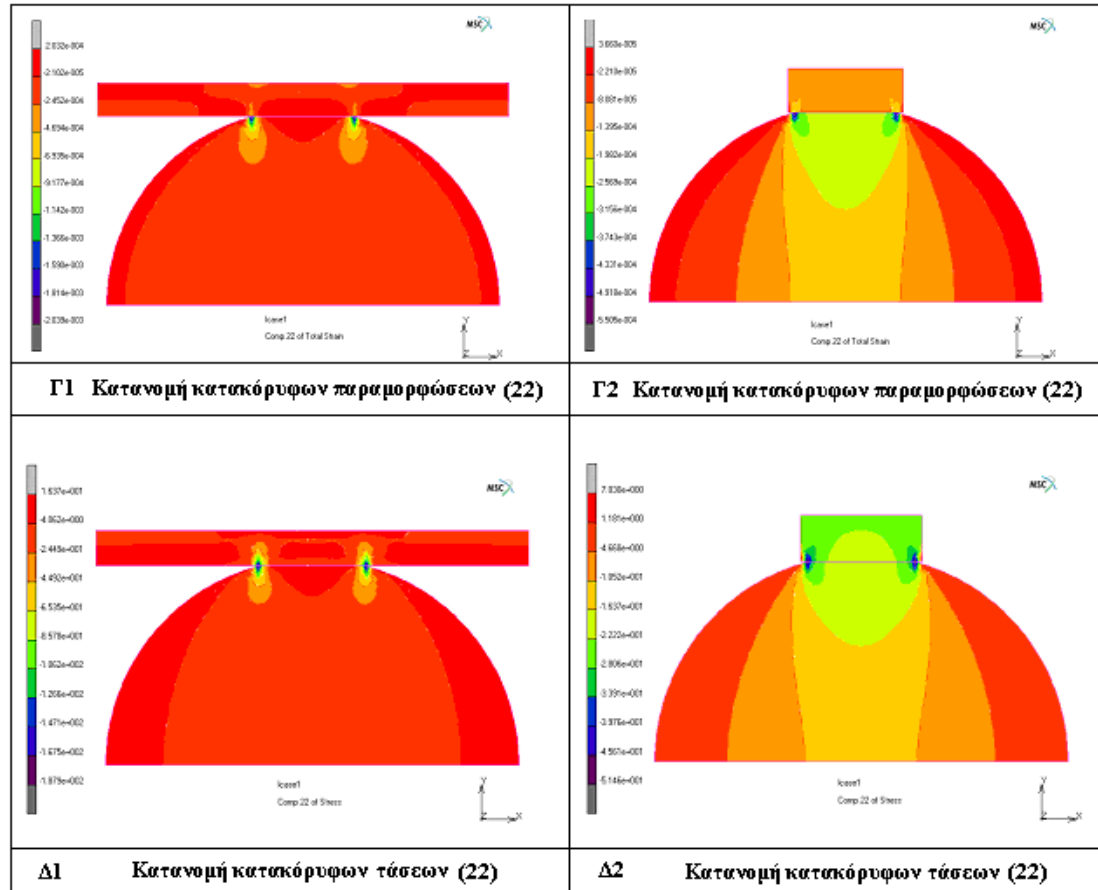 MSC
2.032e-004
-2.102e-005
-2.452e-004
-4.694e-004
-9.177e-004
-1.142e-003
-1.366e-003
-1.590e-003
-1.814e-003
-2.039e-003
lcase1
Comp 22 of Total Strain
Y
Z X
Γ1 Κατανομή κατακόρυφων παραμορφώσεων (22)
MSC
3.660e-005
-2.210e-005
-8.081e-005
-1.395e-004
-1.982e-004
-2.569e-004
-3.156e-004
-3.743e-004
-4.331e-004
-4.918e-004
-5.505e-004
lcase1
Comp 22 of Total Strain
Y
Z X
Γ2 Κατανομή κατακόρυφων παραμορφώσεων (22)
MSC
1.637e+001
-4.062e+000
-2.449e+001
-4.492e+001
-6.535e+001
-8.578e+001
-1.062e+002
-1.266e+002
-1.471e+002
-1.675e+002
-1.879e+002
lcase1
Comp 22 of Stress
Y
Z X
Δ1 Κατανομή κατακόρυφων τάσεων (22)
MSC
7.030e+000
1.181e+000
-4.668e+000
-1.052e+001
-1.637e+001
-2.222e+001
-2.806e+001
-3.391e+001
-3.976e+001
-4.561e+001
-5.146e+001
lcase1
Comp 22 of Stress
Y
Z X
Δ2 Κατανομή κατακόρυφων τάσεων (22)